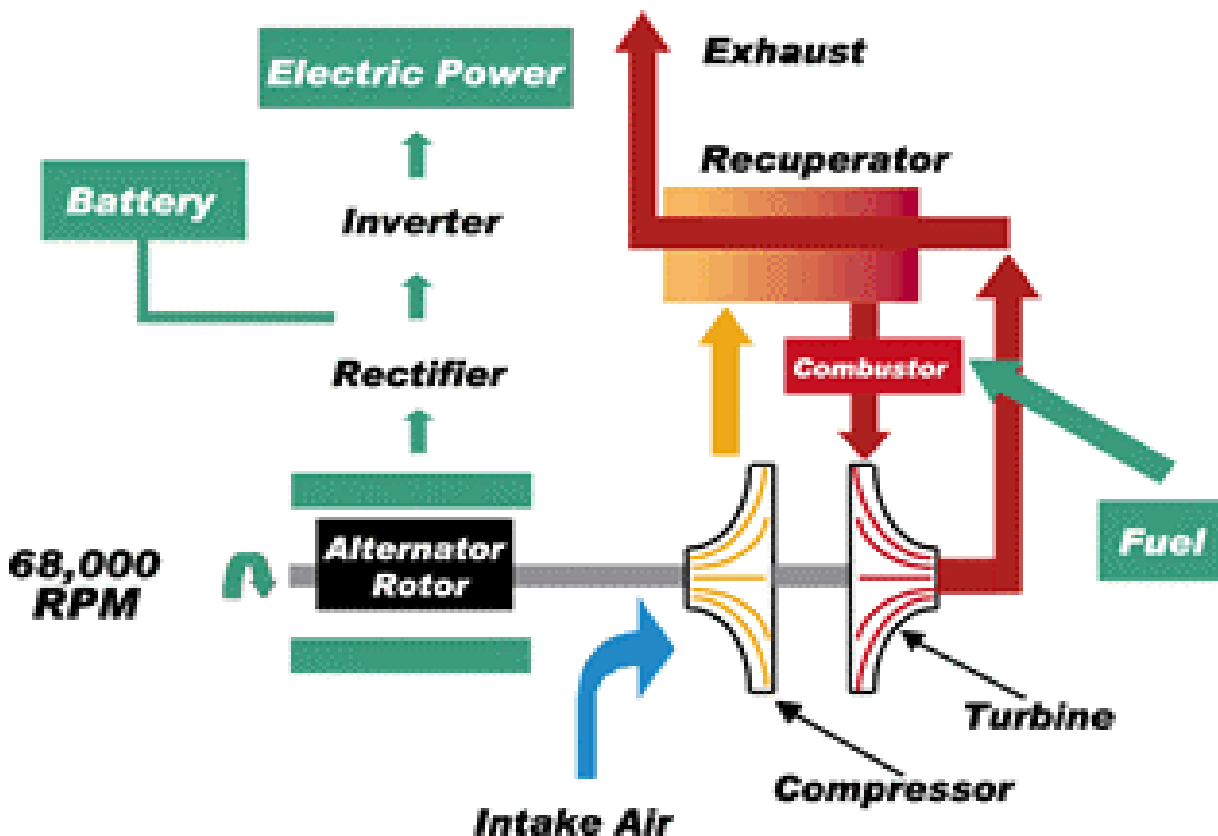 Electric Power
Exhaust
Recuperator
Battery
Inverter
Rectifier
Combustor
Fuel
68,000
RPM
Alternator
Rotor
Turbine
Compressor
Intake Air